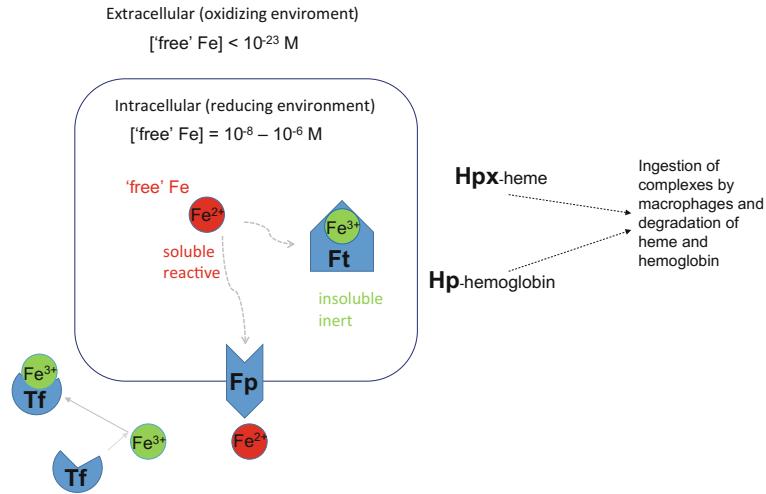 Extracellular (oxidizing enviroment)
['free' Fe] < 10⁻²³ M
Intracellular (reducing environment)
['free' Fe] = 10⁻⁸ – 10⁻⁶ M
'free' Fe
Fe²⁺
soluble
reactive
Fe³⁺
Ft
insoluble
inert
Fp
Fe²⁺
Fe³⁺
Tf
Fe³⁺
Tf
Hpx-heme
Hp-hemoglobin
Ingestion of
complexes by
macrophages and
degradation of
heme and
hemoglobin